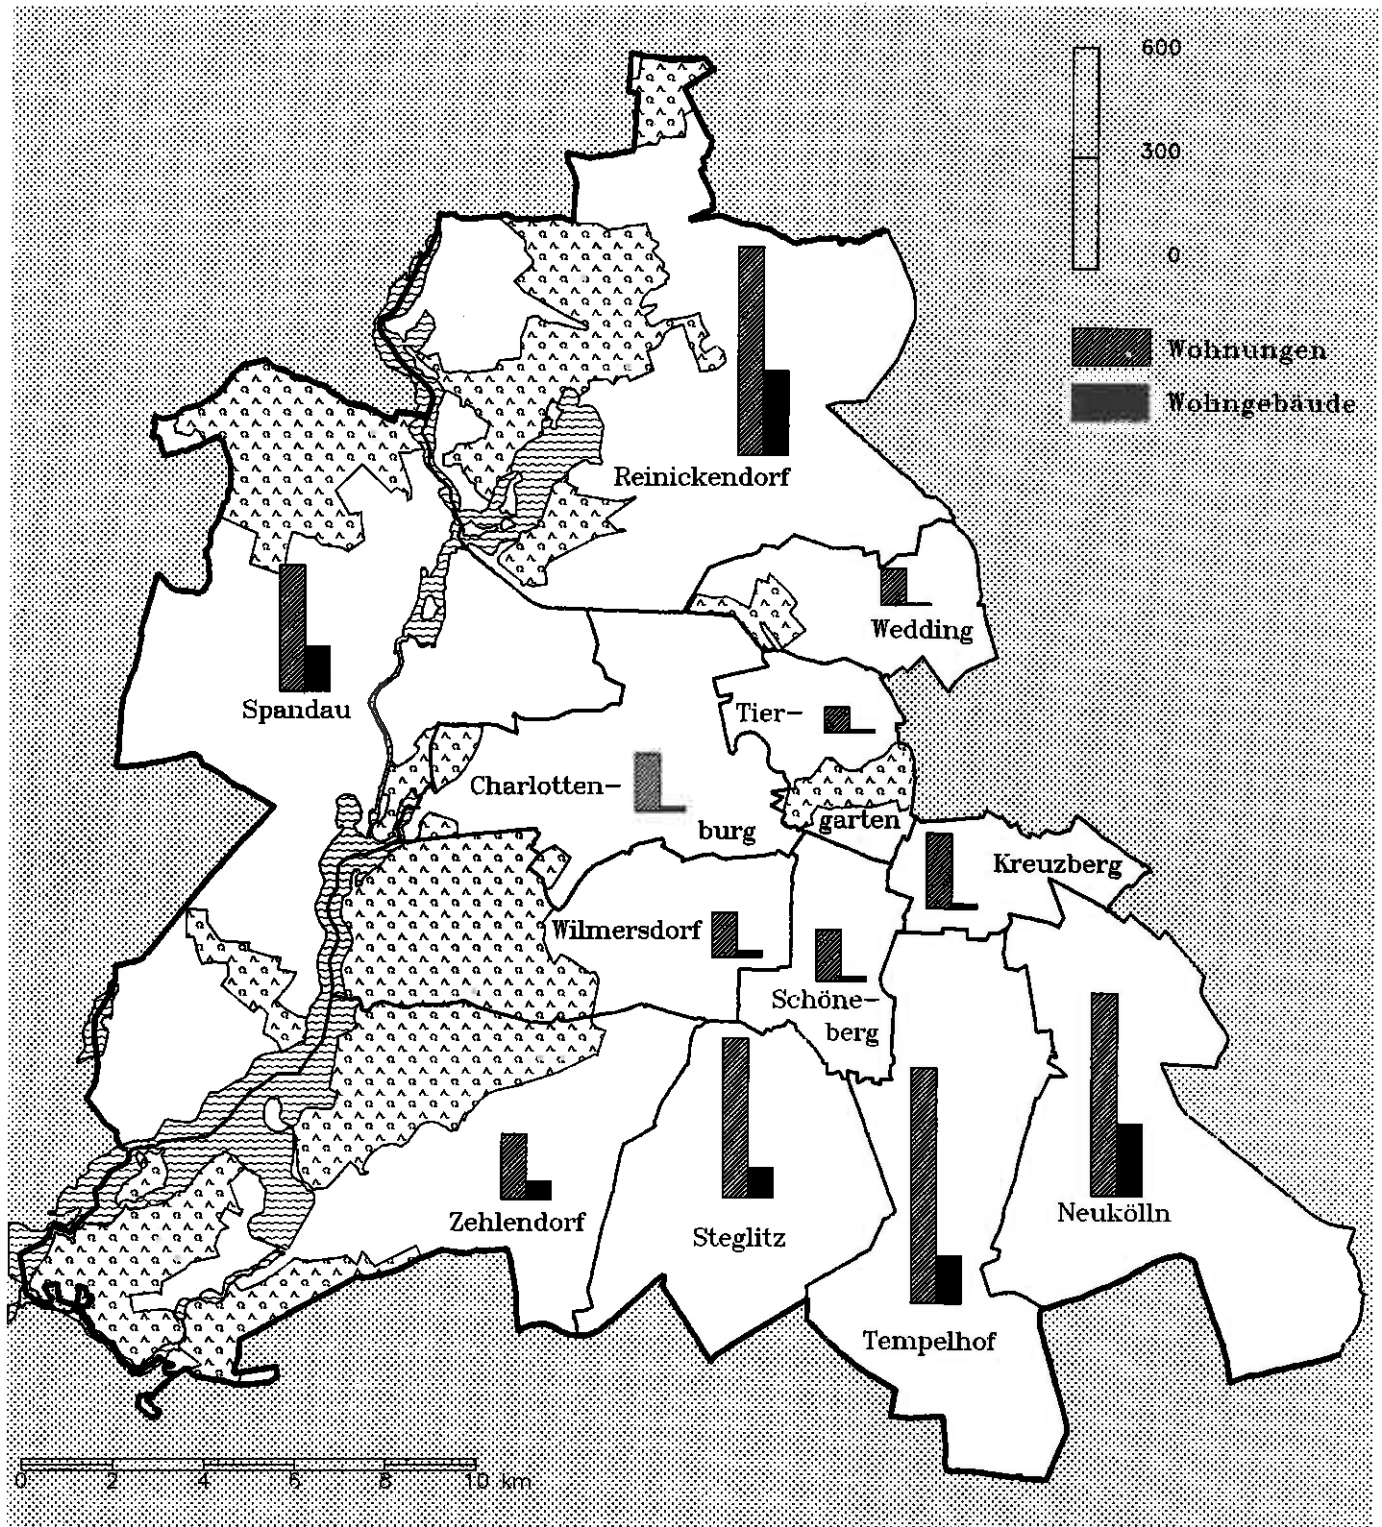 600
300
0
Wohnungen
Wohngebäude
Reinickendorf
Wedding
Spandau
Tier-
Charlotten-
garten
burg
Kreuzberg
Wilmersdorf
Schöne-
berg
Zehlendorf
Steglitz
Neukölln
Tempelhof
0 2 4 6 8 10 km